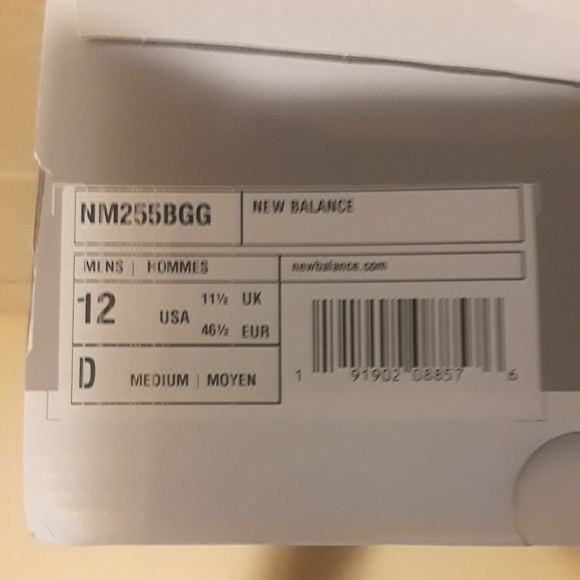 NM255BGG
NEW BALANCE
MENS | HOMMES
newbalance.com
12 USA
11½ UK
46½ EUR
D MEDIUM | MOYEN
1 91902 08857 6